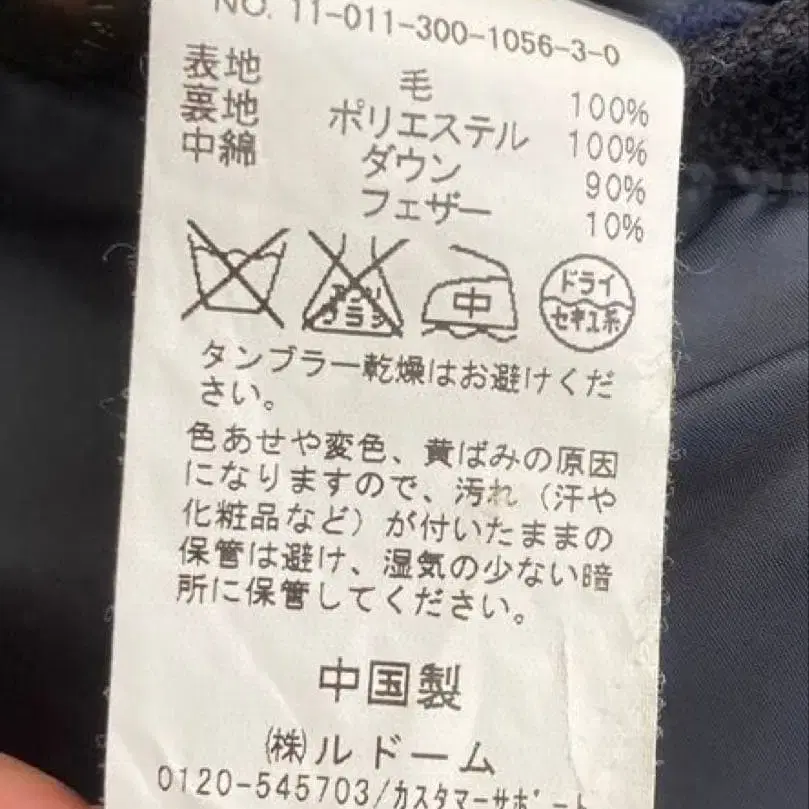 NO. 11-011-300-1056-3-0
表地 毛 100%
裏地 ポリエステル 100%
中綿 ダウン 90%
フェザー 10%
エンソ
サラシ
中
ドライ
セキユ系
タンブラー乾燥はお避けくだ
さい。
色あせや変色、黄ばみの原因
になりますので、汚れ（汗や
化粧品など）が付いたままの
保管は避け、湿気の少ない暗
所に保管してください。
中国製
㈱ルドーム
0120-545703/カスタマーサポート